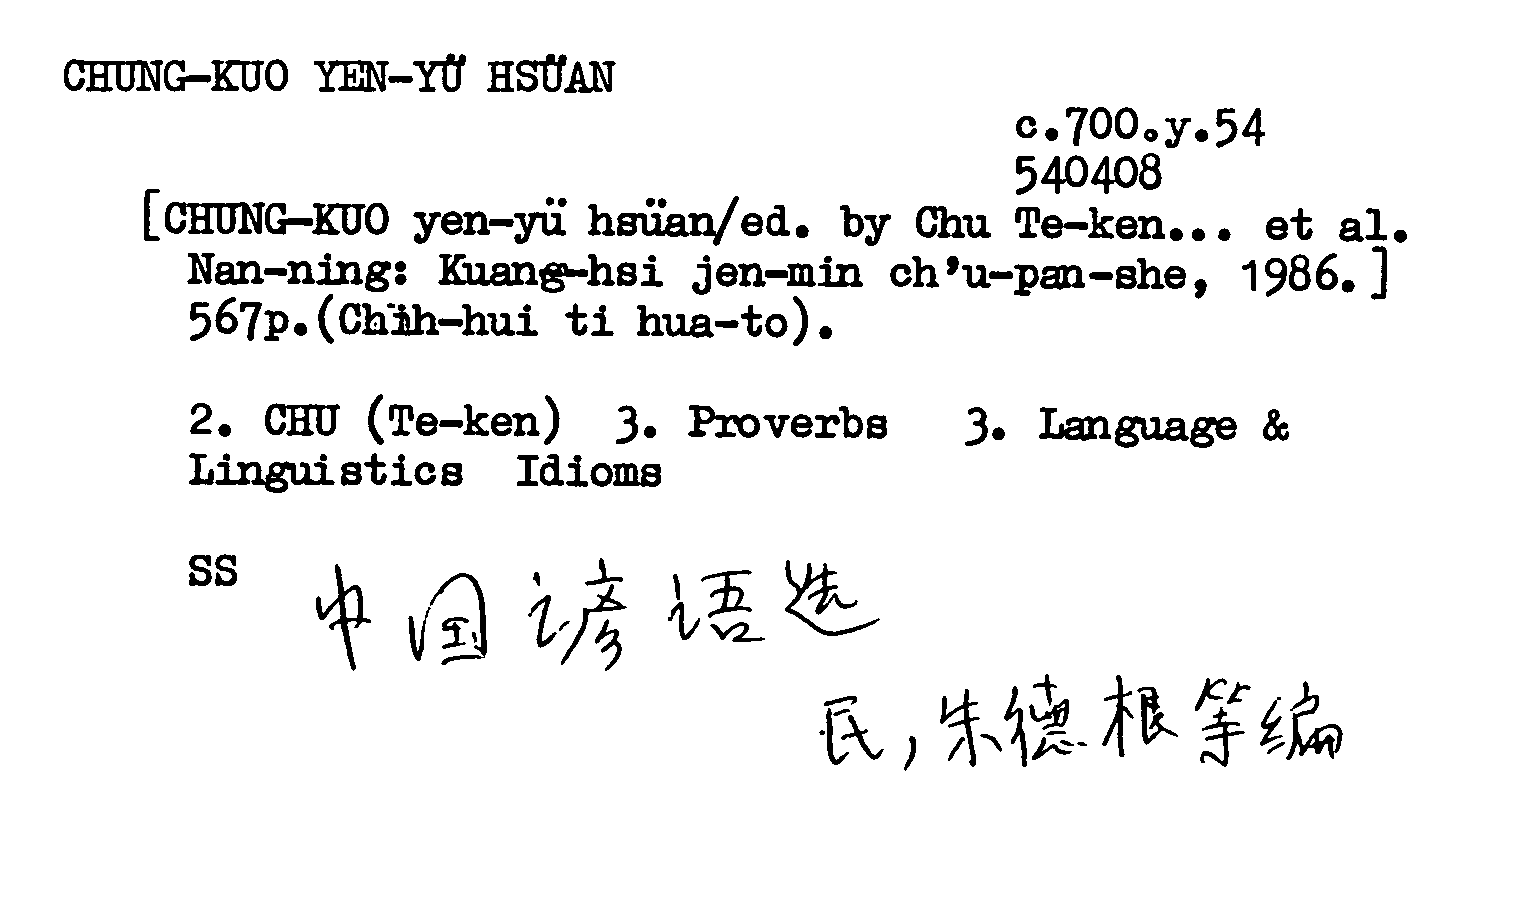 CHUNG-KUO YEN-YÜ HSÜAN
c.700.y.54
540408
[CHUNG-KUO yen-yü hsüan/ed. by Chu Te-ken... et al.
Nan-ning: Kuang-hsi jen-min ch'u-pan-she, 1986.]
567p.(Chih-hui ti hua-to).
2. CHU (Te-ken) 3. Proverbs 3. Language &
Linguistics Idioms
SS 中国谚语选
民,朱德根等编